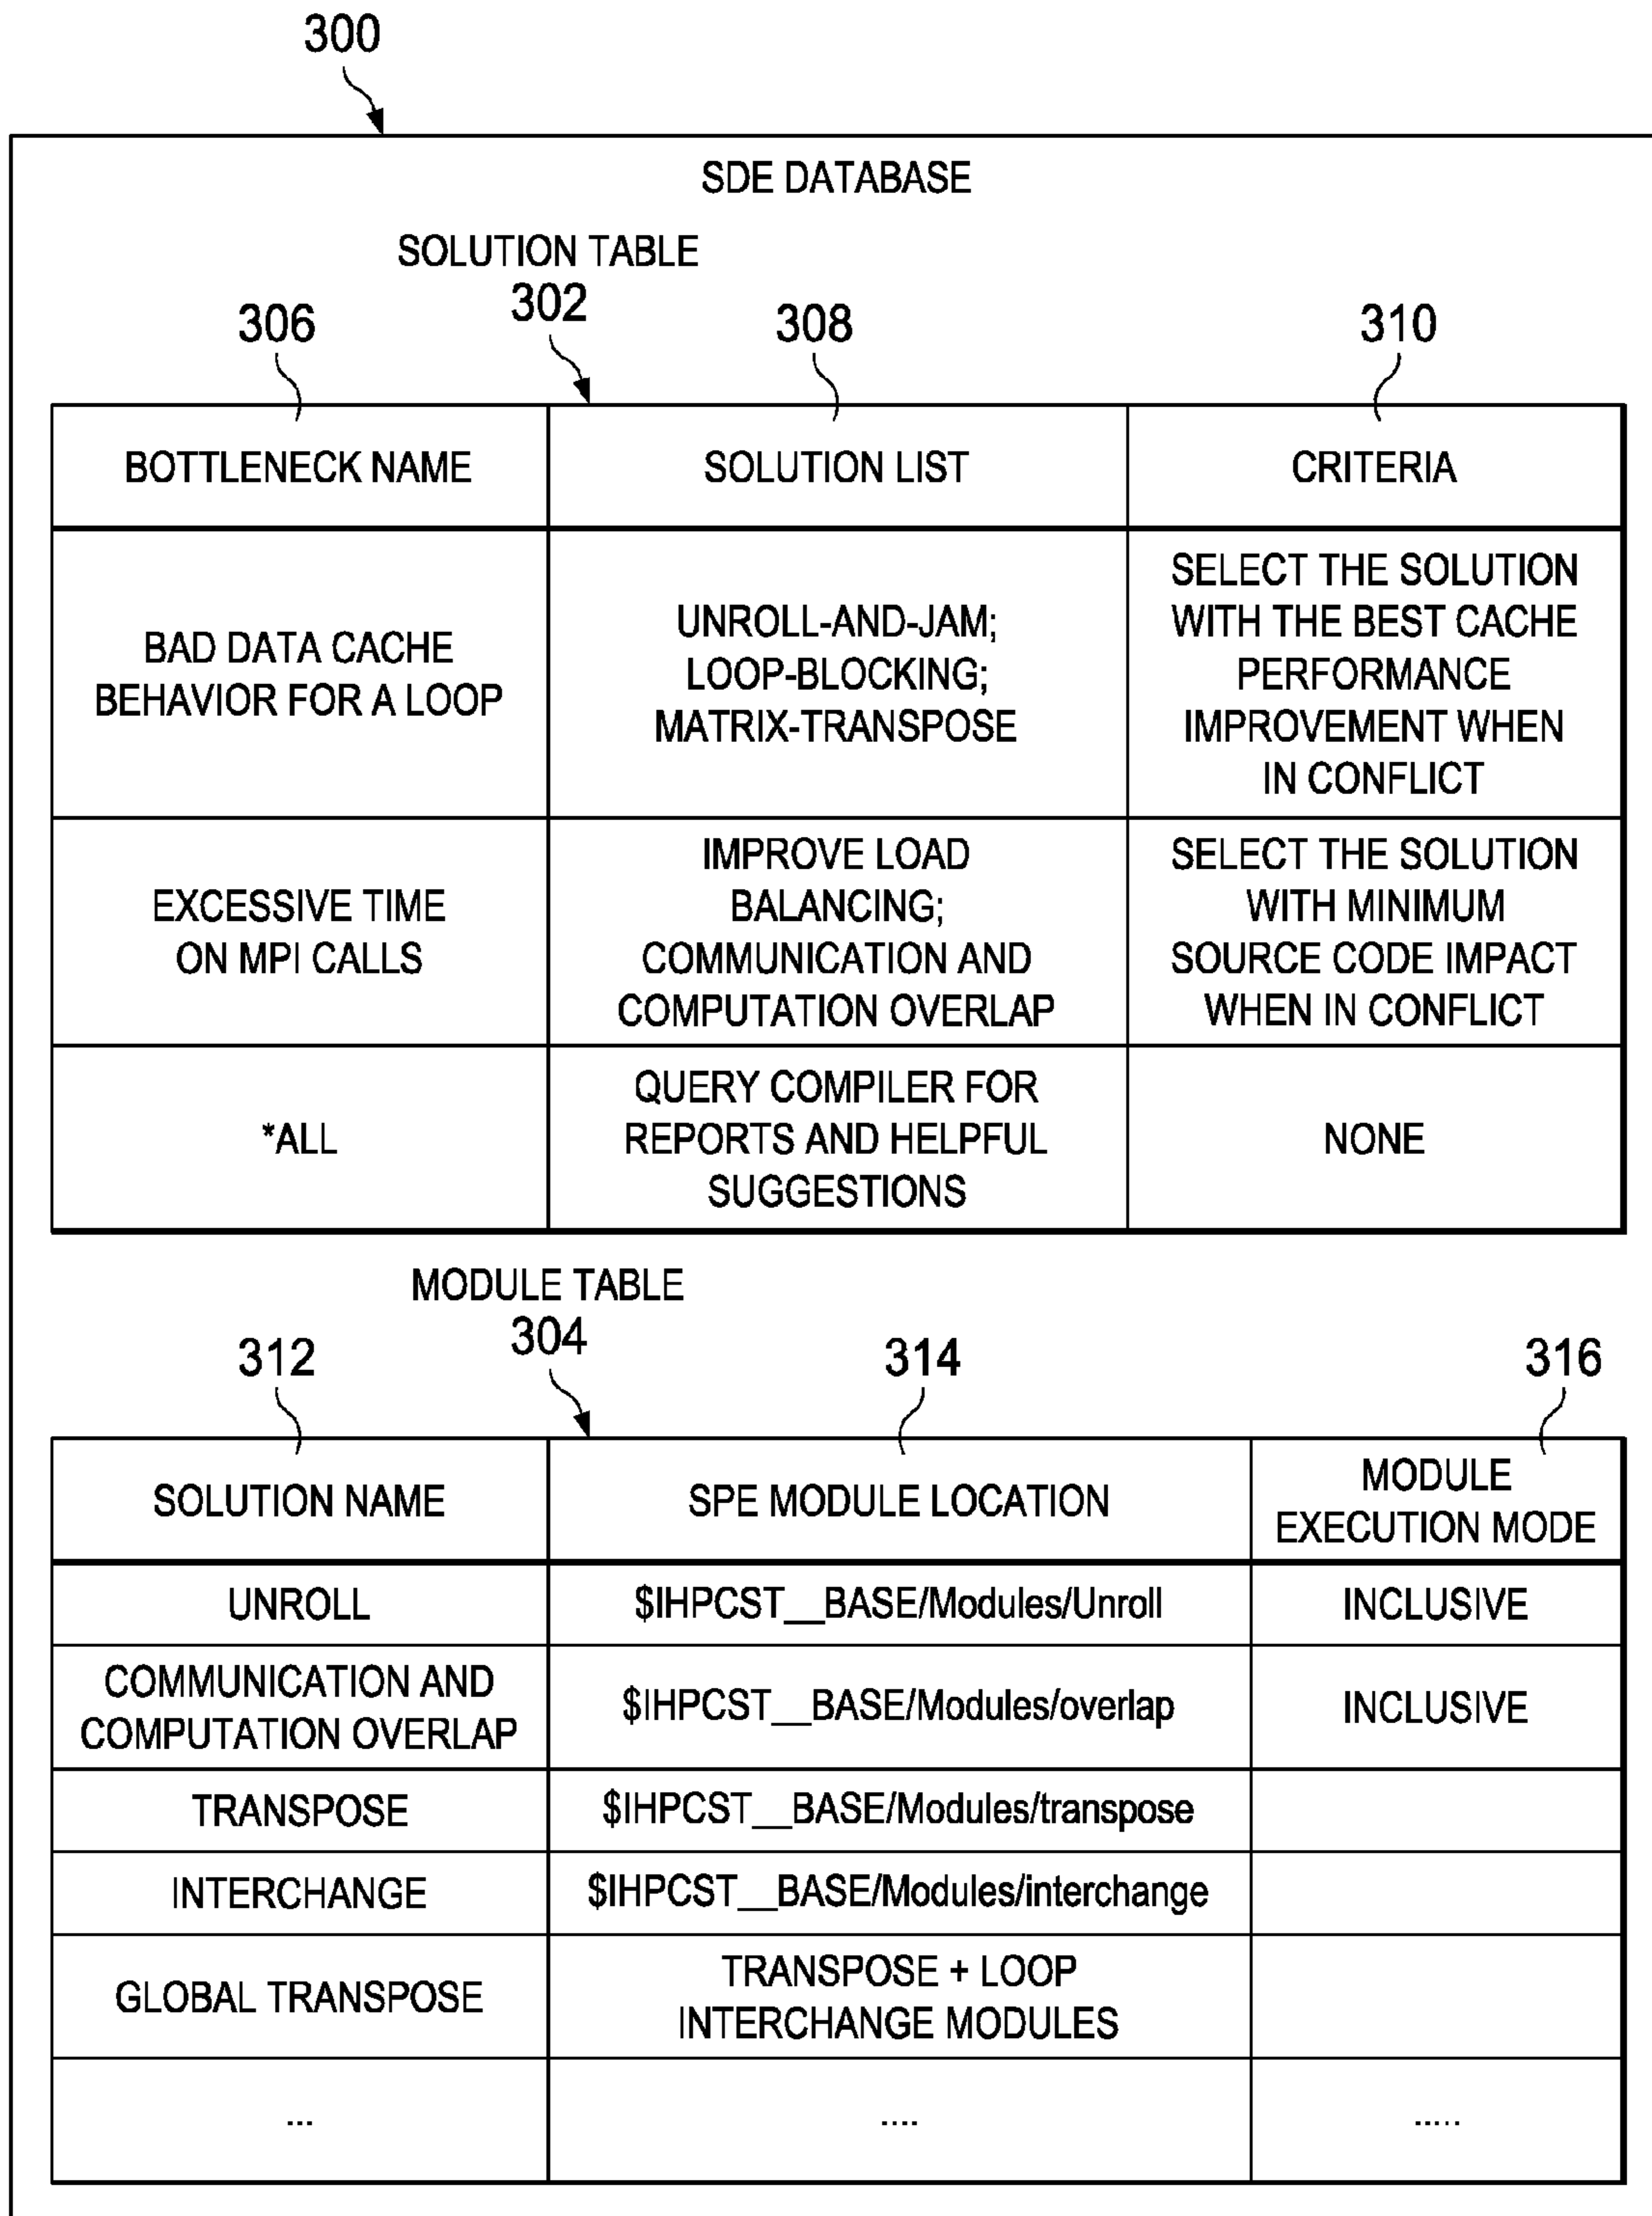 300
SDE DATABASE
SOLUTION TABLE
302
306
308
310
BOTTLENECK NAME
SOLUTION LIST
CRITERIA
BAD DATA CACHE
BEHAVIOR FOR A LOOP
UNROLL-AND-JAM;
LOOP-BLOCKING;
MATRIX-TRANSPOSE
SELECT THE SOLUTION
WITH THE BEST CACHE
PERFORMANCE
IMPROVEMENT WHEN
IN CONFLICT
EXCESSIVE TIME
ON MPI CALLS
IMPROVE LOAD
BALANCING;
COMMUNICATION AND
COMPUTATION OVERLAP
SELECT THE SOLUTION
WITH MINIMUM
SOURCE CODE IMPACT
WHEN IN CONFLICT
*ALL
QUERY COMPILER FOR
REPORTS AND HELPFUL
SUGGESTIONS
NONE
MODULE TABLE
304
312
314
316
SOLUTION NAME
SPE MODULE LOCATION
MODULE
EXECUTION MODE
UNROLL
$IHPCST__BASE/Modules/Unroll
INCLUSIVE
COMMUNICATION AND
COMPUTATION OVERLAP
$IHPCST__BASE/Modules/overlap
INCLUSIVE
TRANSPOSE
$IHPCST__BASE/Modules/transpose
INTERCHANGE
$IHPCST__BASE/Modules/interchange
GLOBAL TRANSPOSE
TRANSPOSE + LOOP
INTERCHANGE MODULES
...
....
.....